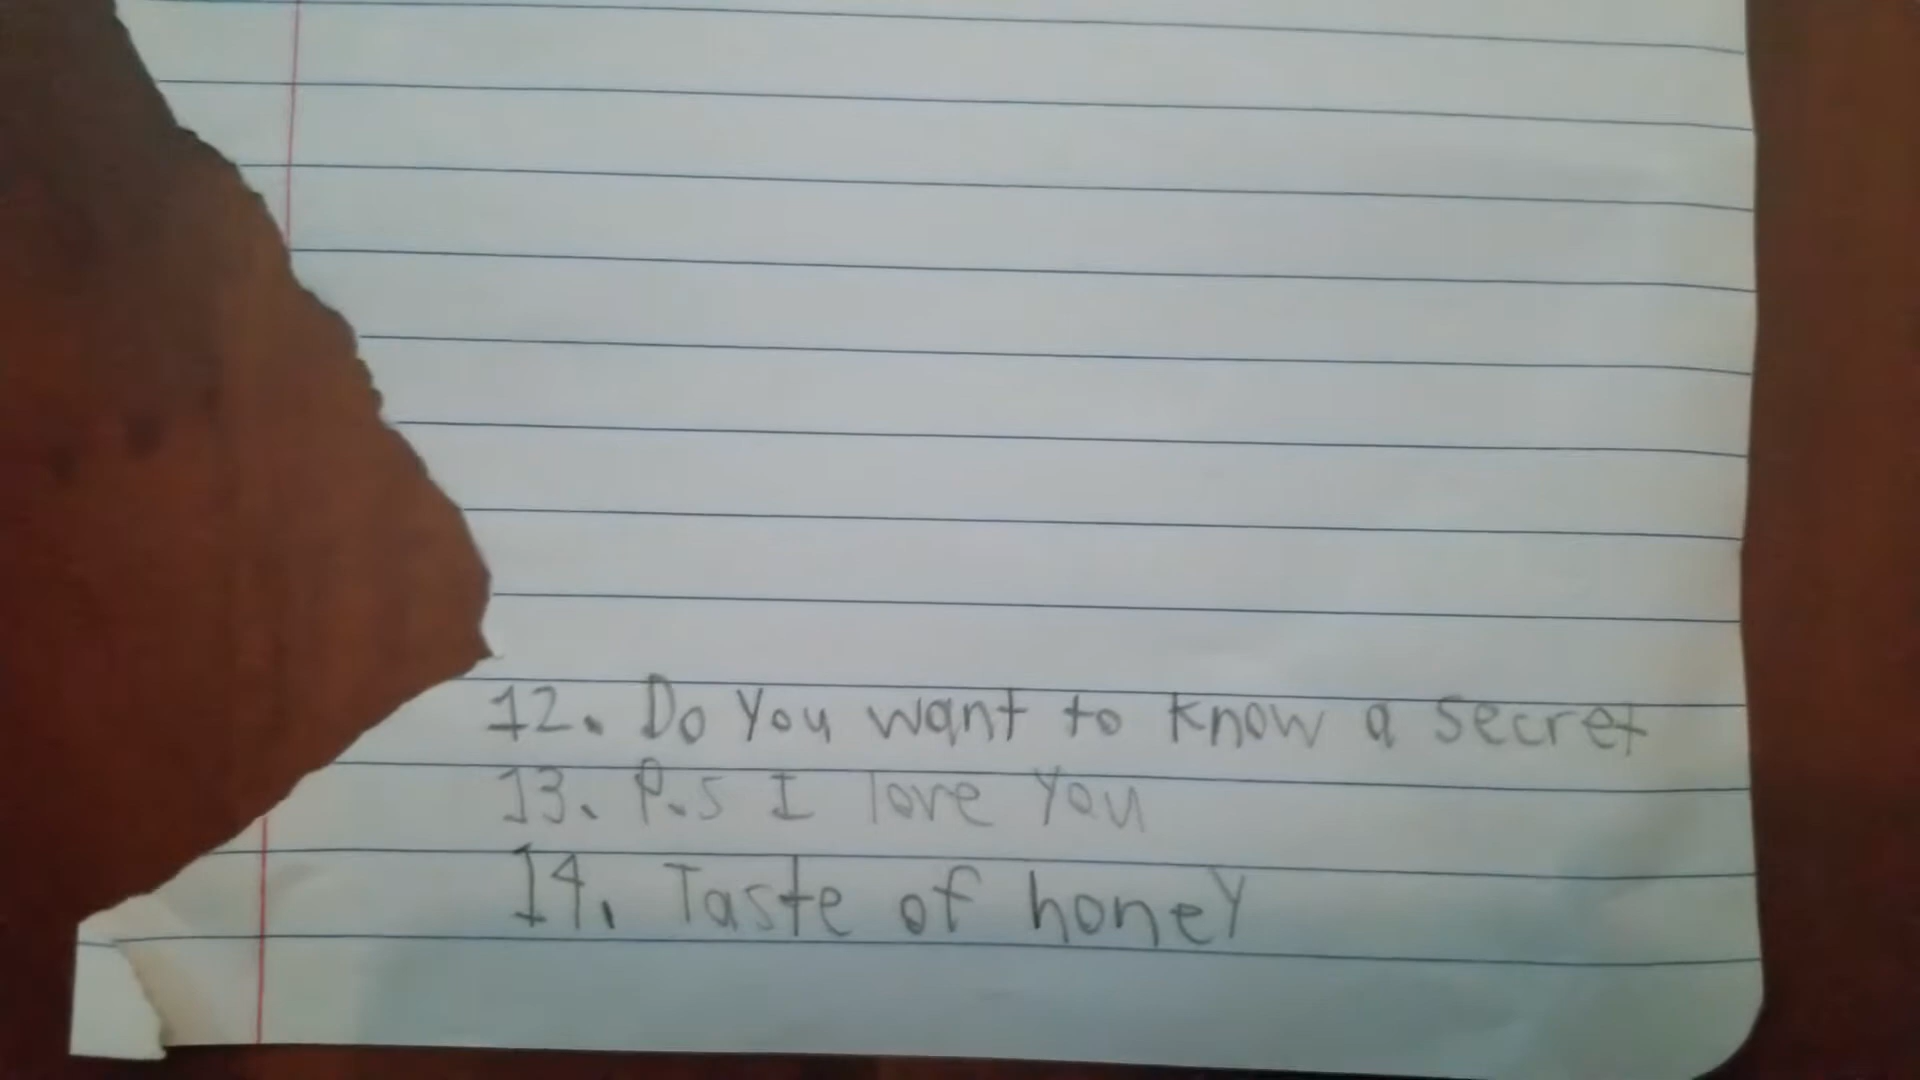 12. Do You want to know a secret
13. P.s I love You
14. Taste of honey